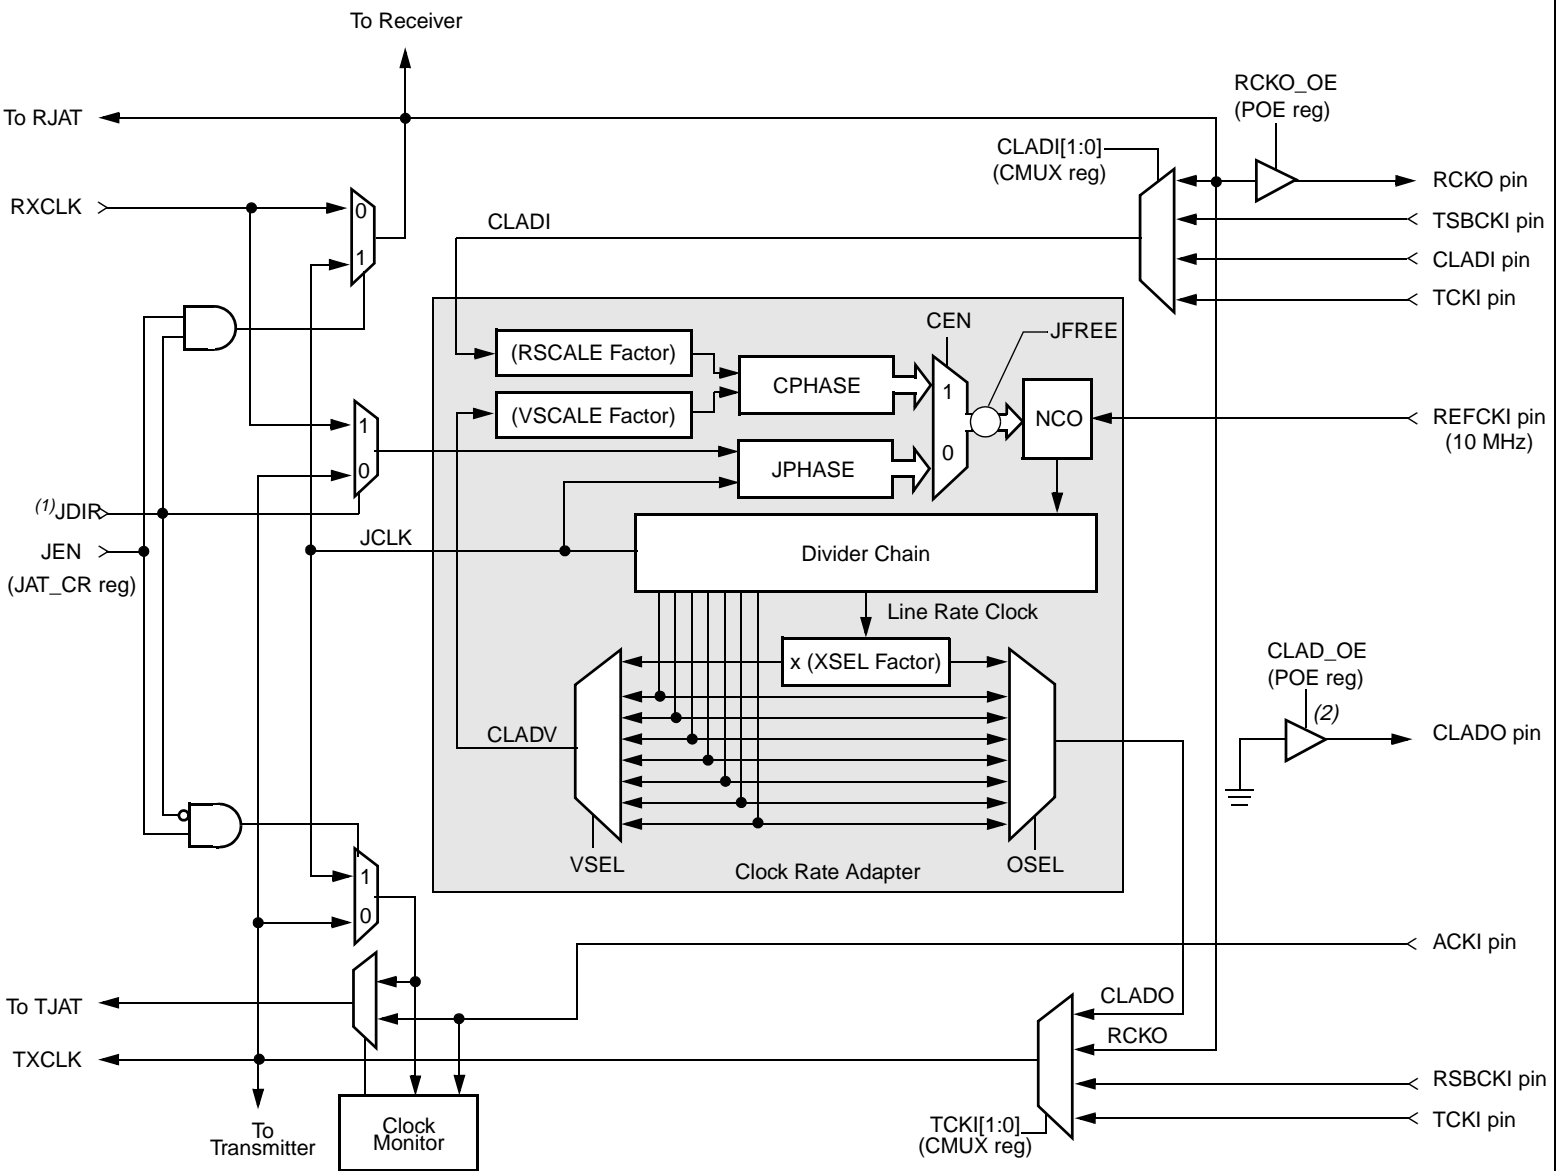 To Receiver
To RJAT
RCKO_OE
(POE reg)
CLADI[1:0]
(CMUX reg)
RCKO pin
RXCLK
0
1
CLADI
TSBCKI pin
CLADI pin
TCKI pin
CEN
JFREE
(RSCALE Factor)
CPHASE
(VSCALE Factor)
1
0
NCO
REFCKI pin
(10 MHz)
1
0
JPHASE
(1)JDIR
JEN
(JAT_CR reg)
JCLK
Divider Chain
Line Rate Clock
x (XSEL Factor)
CLAD_OE
(POE reg)
(2)
CLADO pin
CLADV
VSEL
OSEL
Clock Rate Adapter
1
0
ACKI pin
To TJAT
CLADO
RCKO
TXCLK
RSBCKI pin
TCKI pin
TCKI[1:0]
(CMUX reg)
To
Transmitter
Clock
Monitor